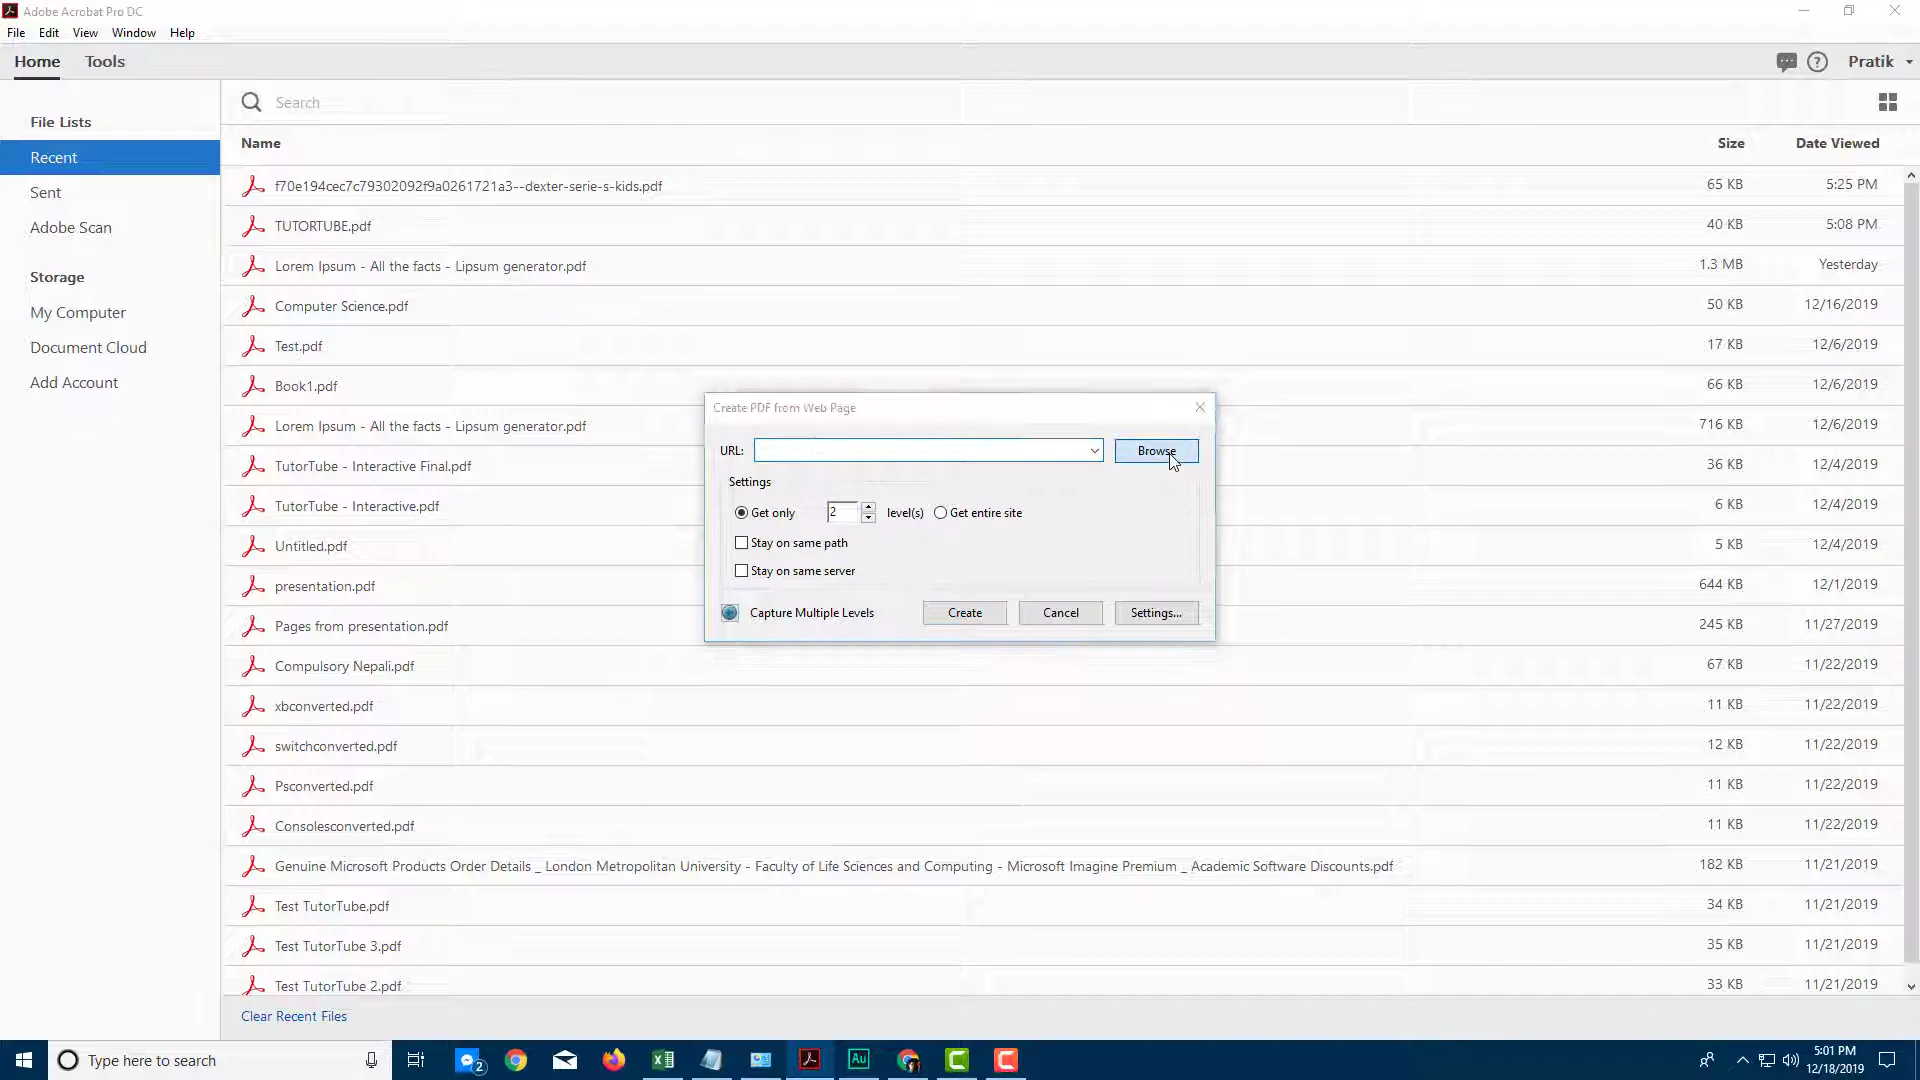 Adobe Acrobat Pro DC
File Edit View Window Help
Home Tools
Pratik
File Lists
Recent
Sent
Adobe Scan
Storage
My Computer
Document Cloud
Add Account
Search
Name Size Date Viewed
f70e194cec7c79302092f9a0261721a3--dexter-serie-s-kids.pdf 65 KB 5:25 PM
TUTORTUBE.pdf 40 KB 5:08 PM
Lorem Ipsum - All the facts - Lipsum generator.pdf 1.3 MB Yesterday
Computer Science.pdf 50 KB 12/16/2019
Test.pdf 17 KB 12/6/2019
Book1.pdf 66 KB 12/6/2019
Lorem Ipsum - All the facts - Lipsum generator.pdf 716 KB 12/6/2019
TutorTube - Interactive Final.pdf 36 KB 12/4/2019
TutorTube - Interactive.pdf 6 KB 12/4/2019
Untitled.pdf 5 KB 12/4/2019
presentation.pdf 644 KB 12/1/2019
Pages from presentation.pdf 245 KB 11/27/2019
Compulsory Nepali.pdf 67 KB 11/22/2019
xbconverted.pdf 11 KB 11/22/2019
switchconverted.pdf 12 KB 11/22/2019
Psconverted.pdf 11 KB 11/22/2019
Consolesconverted.pdf 11 KB 11/22/2019
Genuine Microsoft Products Order Details _ London Metropolitan University - Faculty of Life Sciences and Computing - Microsoft Imagine Premium _ Academic Software Discounts.pdf 182 KB 11/21/2019
Test TutorTube.pdf 34 KB 11/21/2019
Test TutorTube 3.pdf 35 KB 11/21/2019
Test TutorTube 2.pdf 33 KB 11/21/2019
Clear Recent Files
Create PDF from Web Page
URL: Browse
Settings
Get only 2 level(s) Get entire site
Stay on same path
Stay on same server
Capture Multiple Levels Create Cancel Settings...
Type here to search
2
Au
5:01 PM
12/18/2019